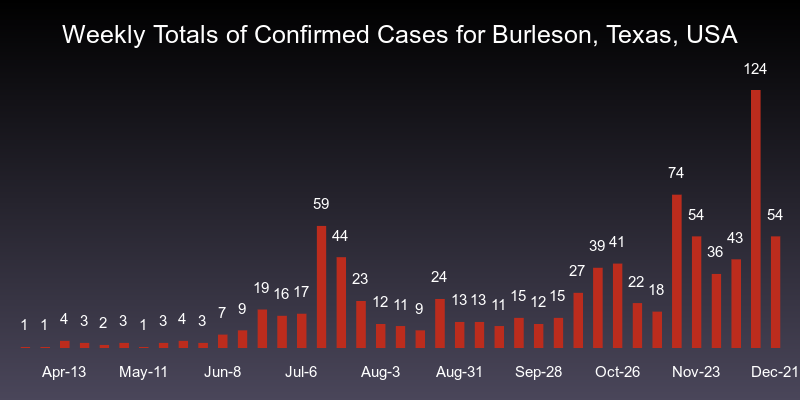 Weekly Totals of Confirmed Cases for Burleson, Texas, USA
1 1 4 3 2 3 1 3 4 3 7 9 19 16 17 59 44 23 12 11 9 24 13 13 11 15 12 15 27 39 41 22 18 74 54 36 43 124 54
Apr-13 May-11 Jun-8 Jul-6 Aug-3 Aug-31 Sep-28 Oct-26 Nov-23 Dec-21